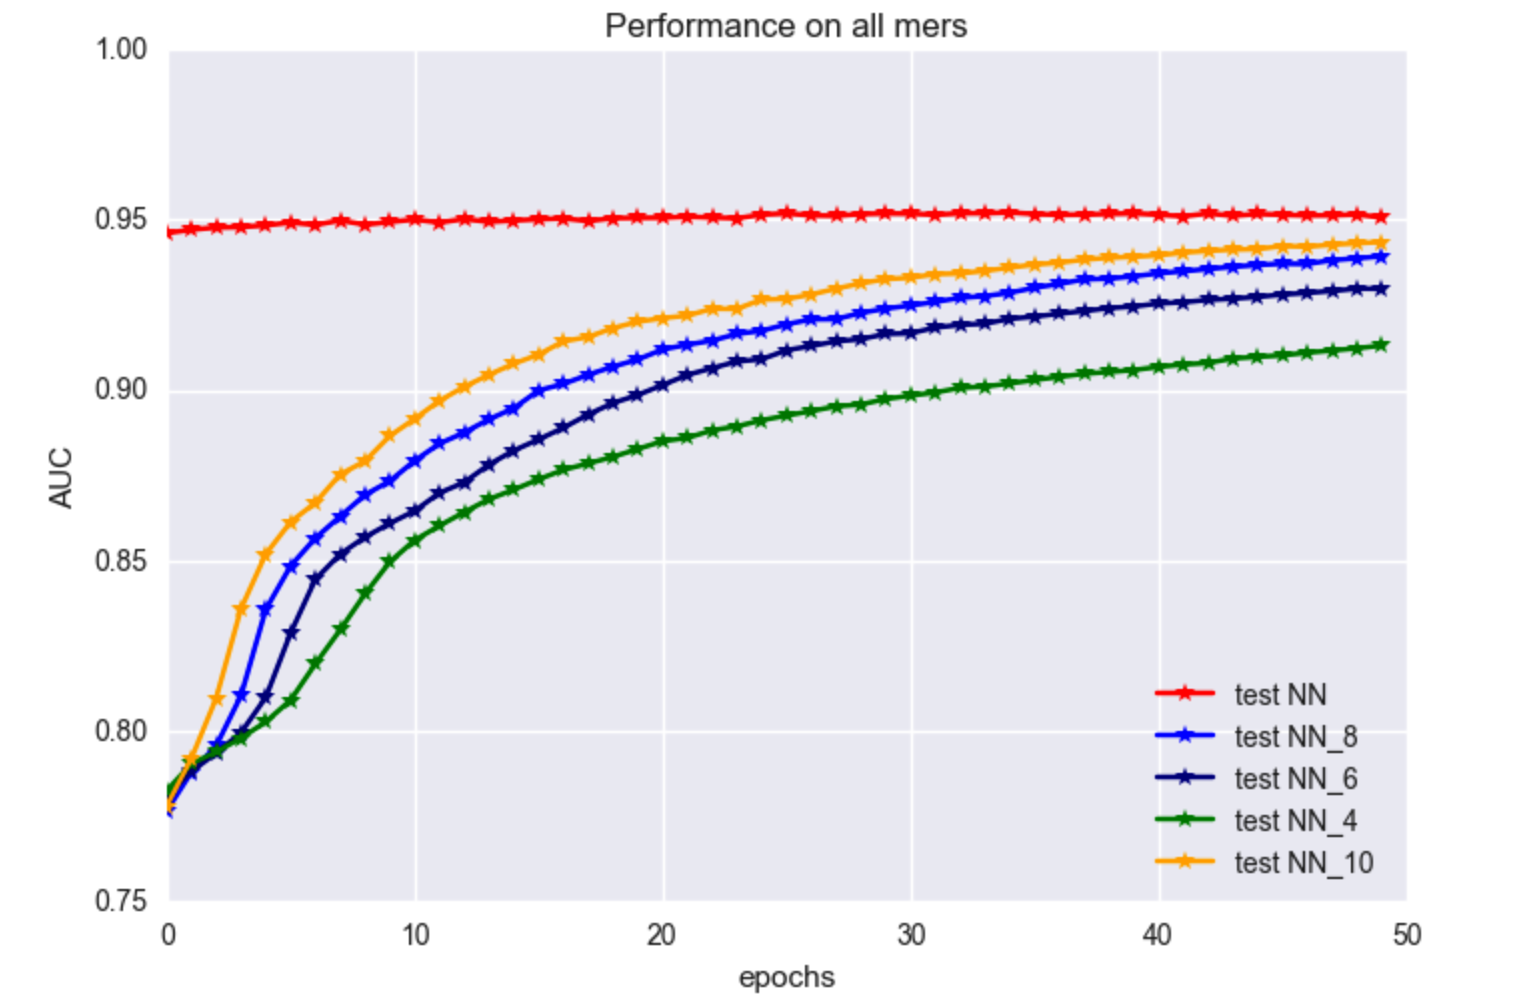 Performance on all mers
1.00
0.95
0.90
0.85
0.80
0.75
AUC
0 10 20 30 40 50
epochs
test NN
test NN_8
test NN_6
test NN_4
test NN_10